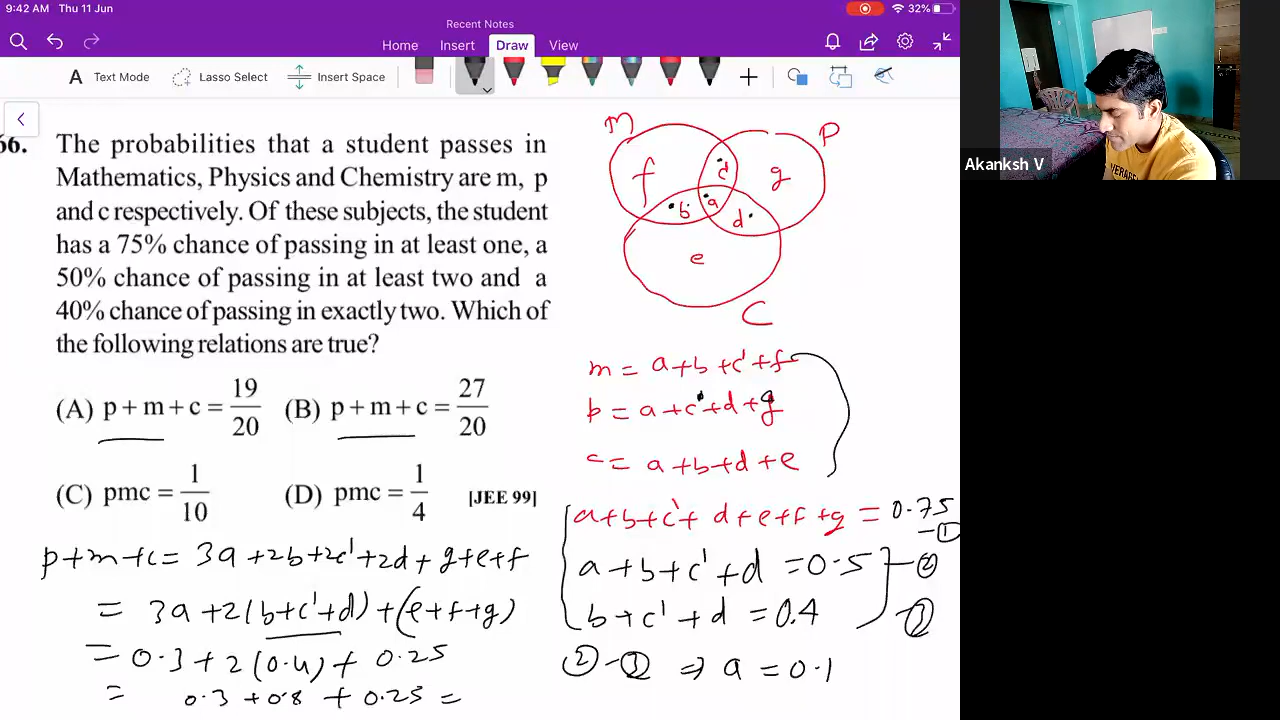 9:42 AM Thu 11 Jun
32%
Recent Notes
Home Insert Draw View
Text Mode Lasso Select Insert Space
66. The probabilities that a student passes in
Mathematics, Physics and Chemistry are m, p
and c respectively. Of these subjects, the student
has a 75% chance of passing in at least one, a
50% chance of passing in at least two and a
40% chance of passing in exactly two. Which of
the following relations are true?
(A) p + m + c = 19/20 (B) p + m + c = 27/20
(C) pmc = 1/10 (D) pmc = 1/4 [JEE 99]
p+m+c = 3a + 2b + 2c' + 2d + g + e + f
= 3a + 2(b + c' + d) + (e + f + g)
= 0.3 + 2(0.4) + 0.25
= 0.3 + 0.8 + 0.25 =
M P
f c' g
b a d
e
C
m = a + b + c' + f
p = a + c' + d + g
c = a + b + d + e
a + b + c' + d + e + f + g = 0.75
—①
a + b + c' + d = 0.5 —②
b + c' + d = 0.4
⇒ a = 0.1
Akanksh V